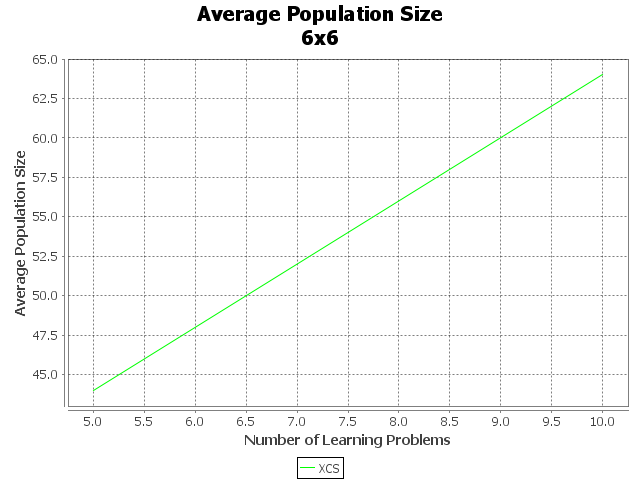 Average Population Size
6x6
65.0
62.5
60.0
57.5
55.0
52.5
50.0
47.5
45.0
Average Population Size
5.0 5.5 6.0 6.5 7.0 7.5 8.0 8.5 9.0 9.5 10.0
Number of Learning Problems
XCS